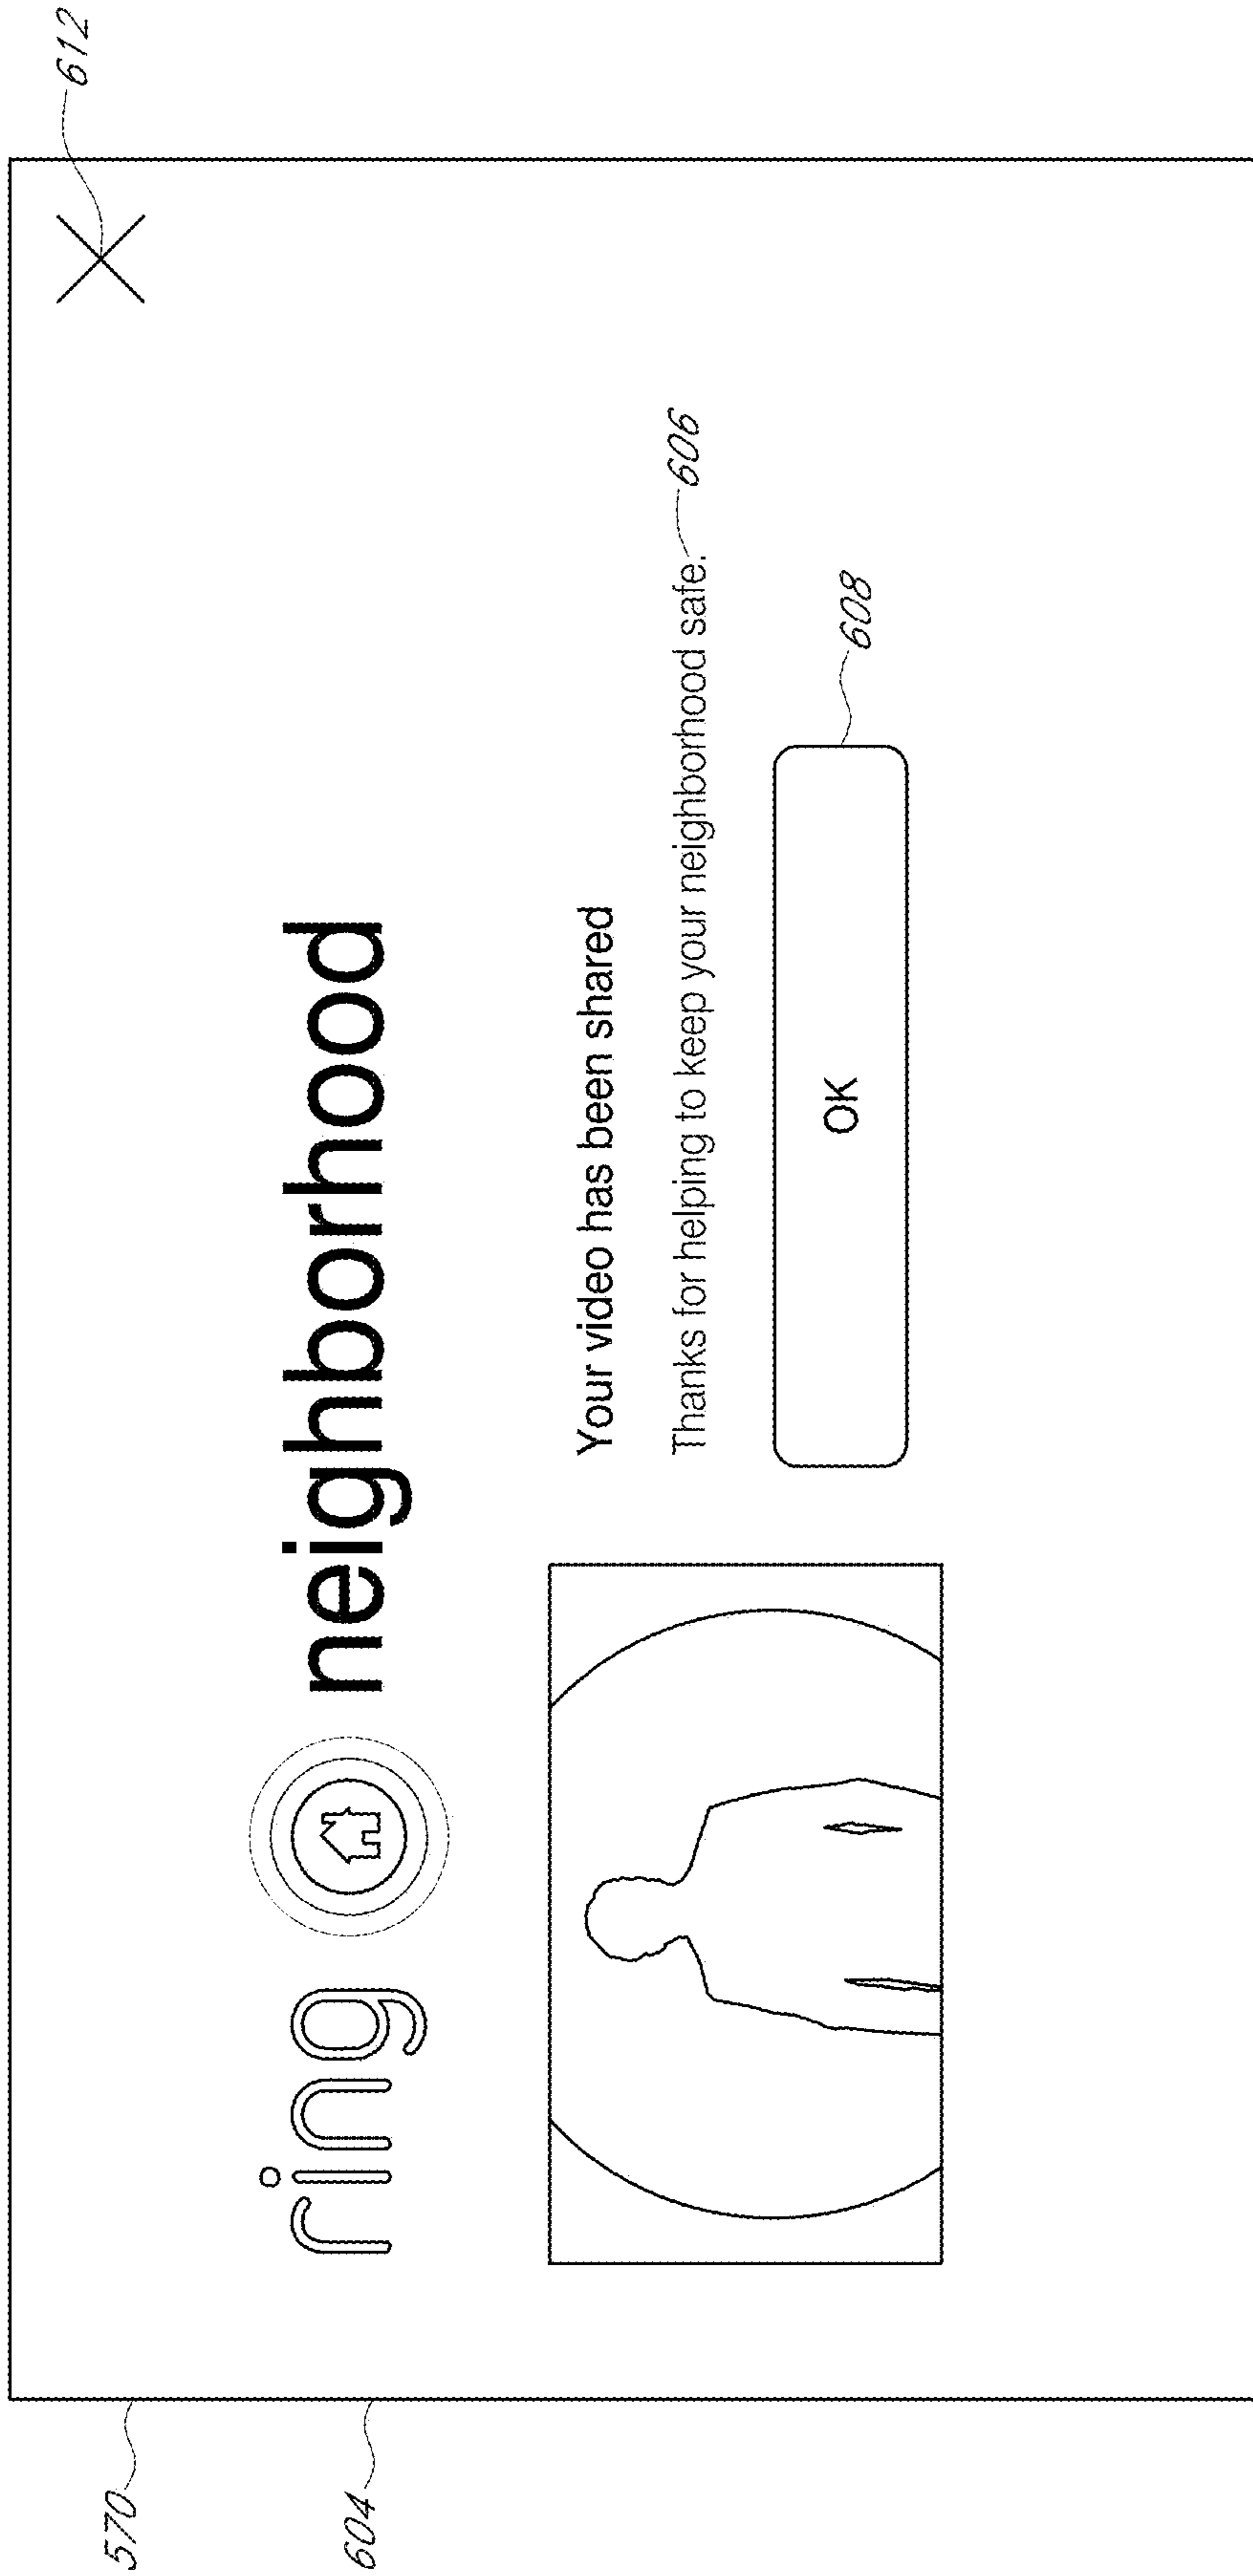 570
612
604
ring neighborhood
Your video has been shared
Thanks for helping to keep your neighborhood safe.
606
OK
608